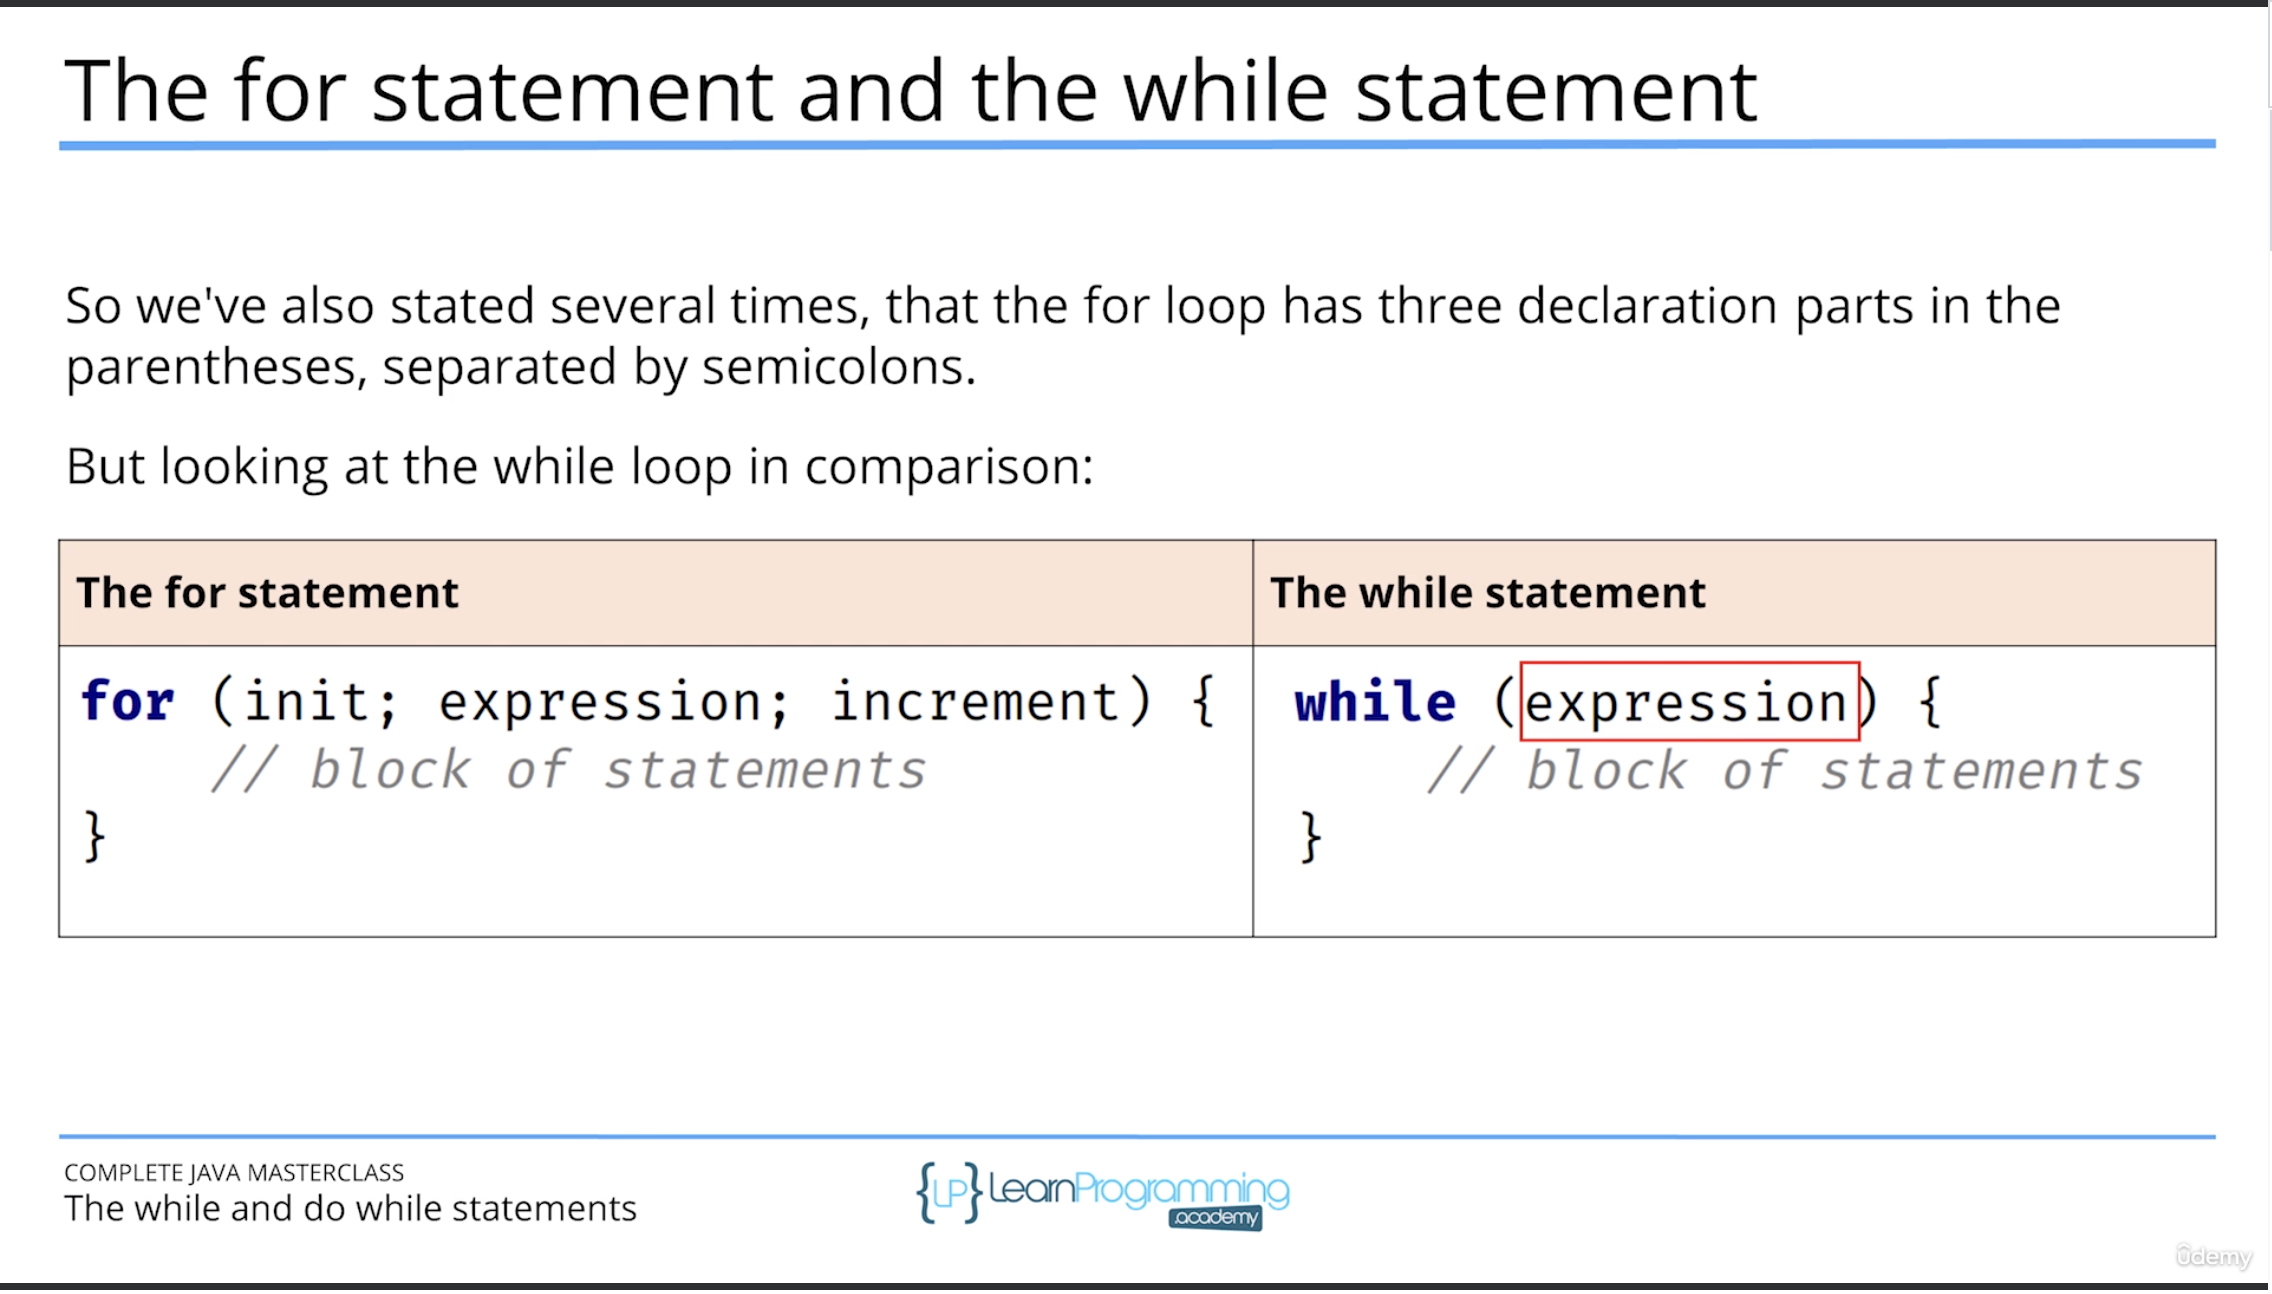 The for statement and the while statement
So we've also stated several times, that the for loop has three declaration parts in the
parentheses, separated by semicolons.
But looking at the while loop in comparison:
The for statement
The while statement
for (init; expression; increment) {
// block of statements
}
while (expression) {
// block of statements
}
COMPLETE JAVA MASTERCLASS
The while and do while statements
{LP} LearnProgramming
academy
ûdemy